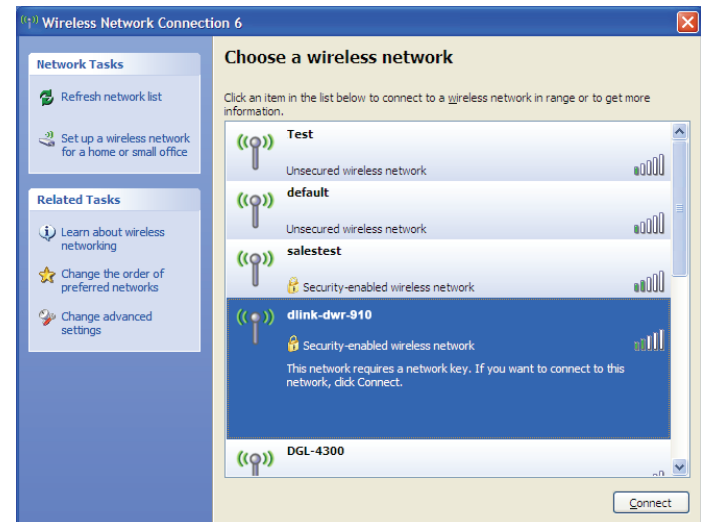 Wireless Network Connection 6
Network Tasks
Refresh network list
Set up a wireless network
for a home or small office
Related Tasks
Learn about wireless
networking
Change the order of
preferred networks
Change advanced
settings
Choose a wireless network
Click an item in the list below to connect to a wireless network in range or to get more
information.
Test
Unsecured wireless network
default
Unsecured wireless network
salestest
Security-enabled wireless network
dlink-dwr-910
Security-enabled wireless network
This network requires a network key. If you want to connect to this
network, click Connect.
DGL-4300
Connect